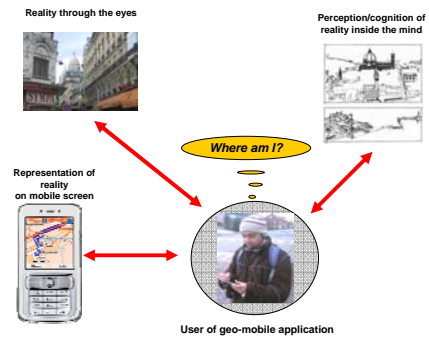 Reality through the eyes
Perception/cognition of
reality inside the mind
Where am I?
Representation of
reality
on mobile screen
User of geo-mobile application